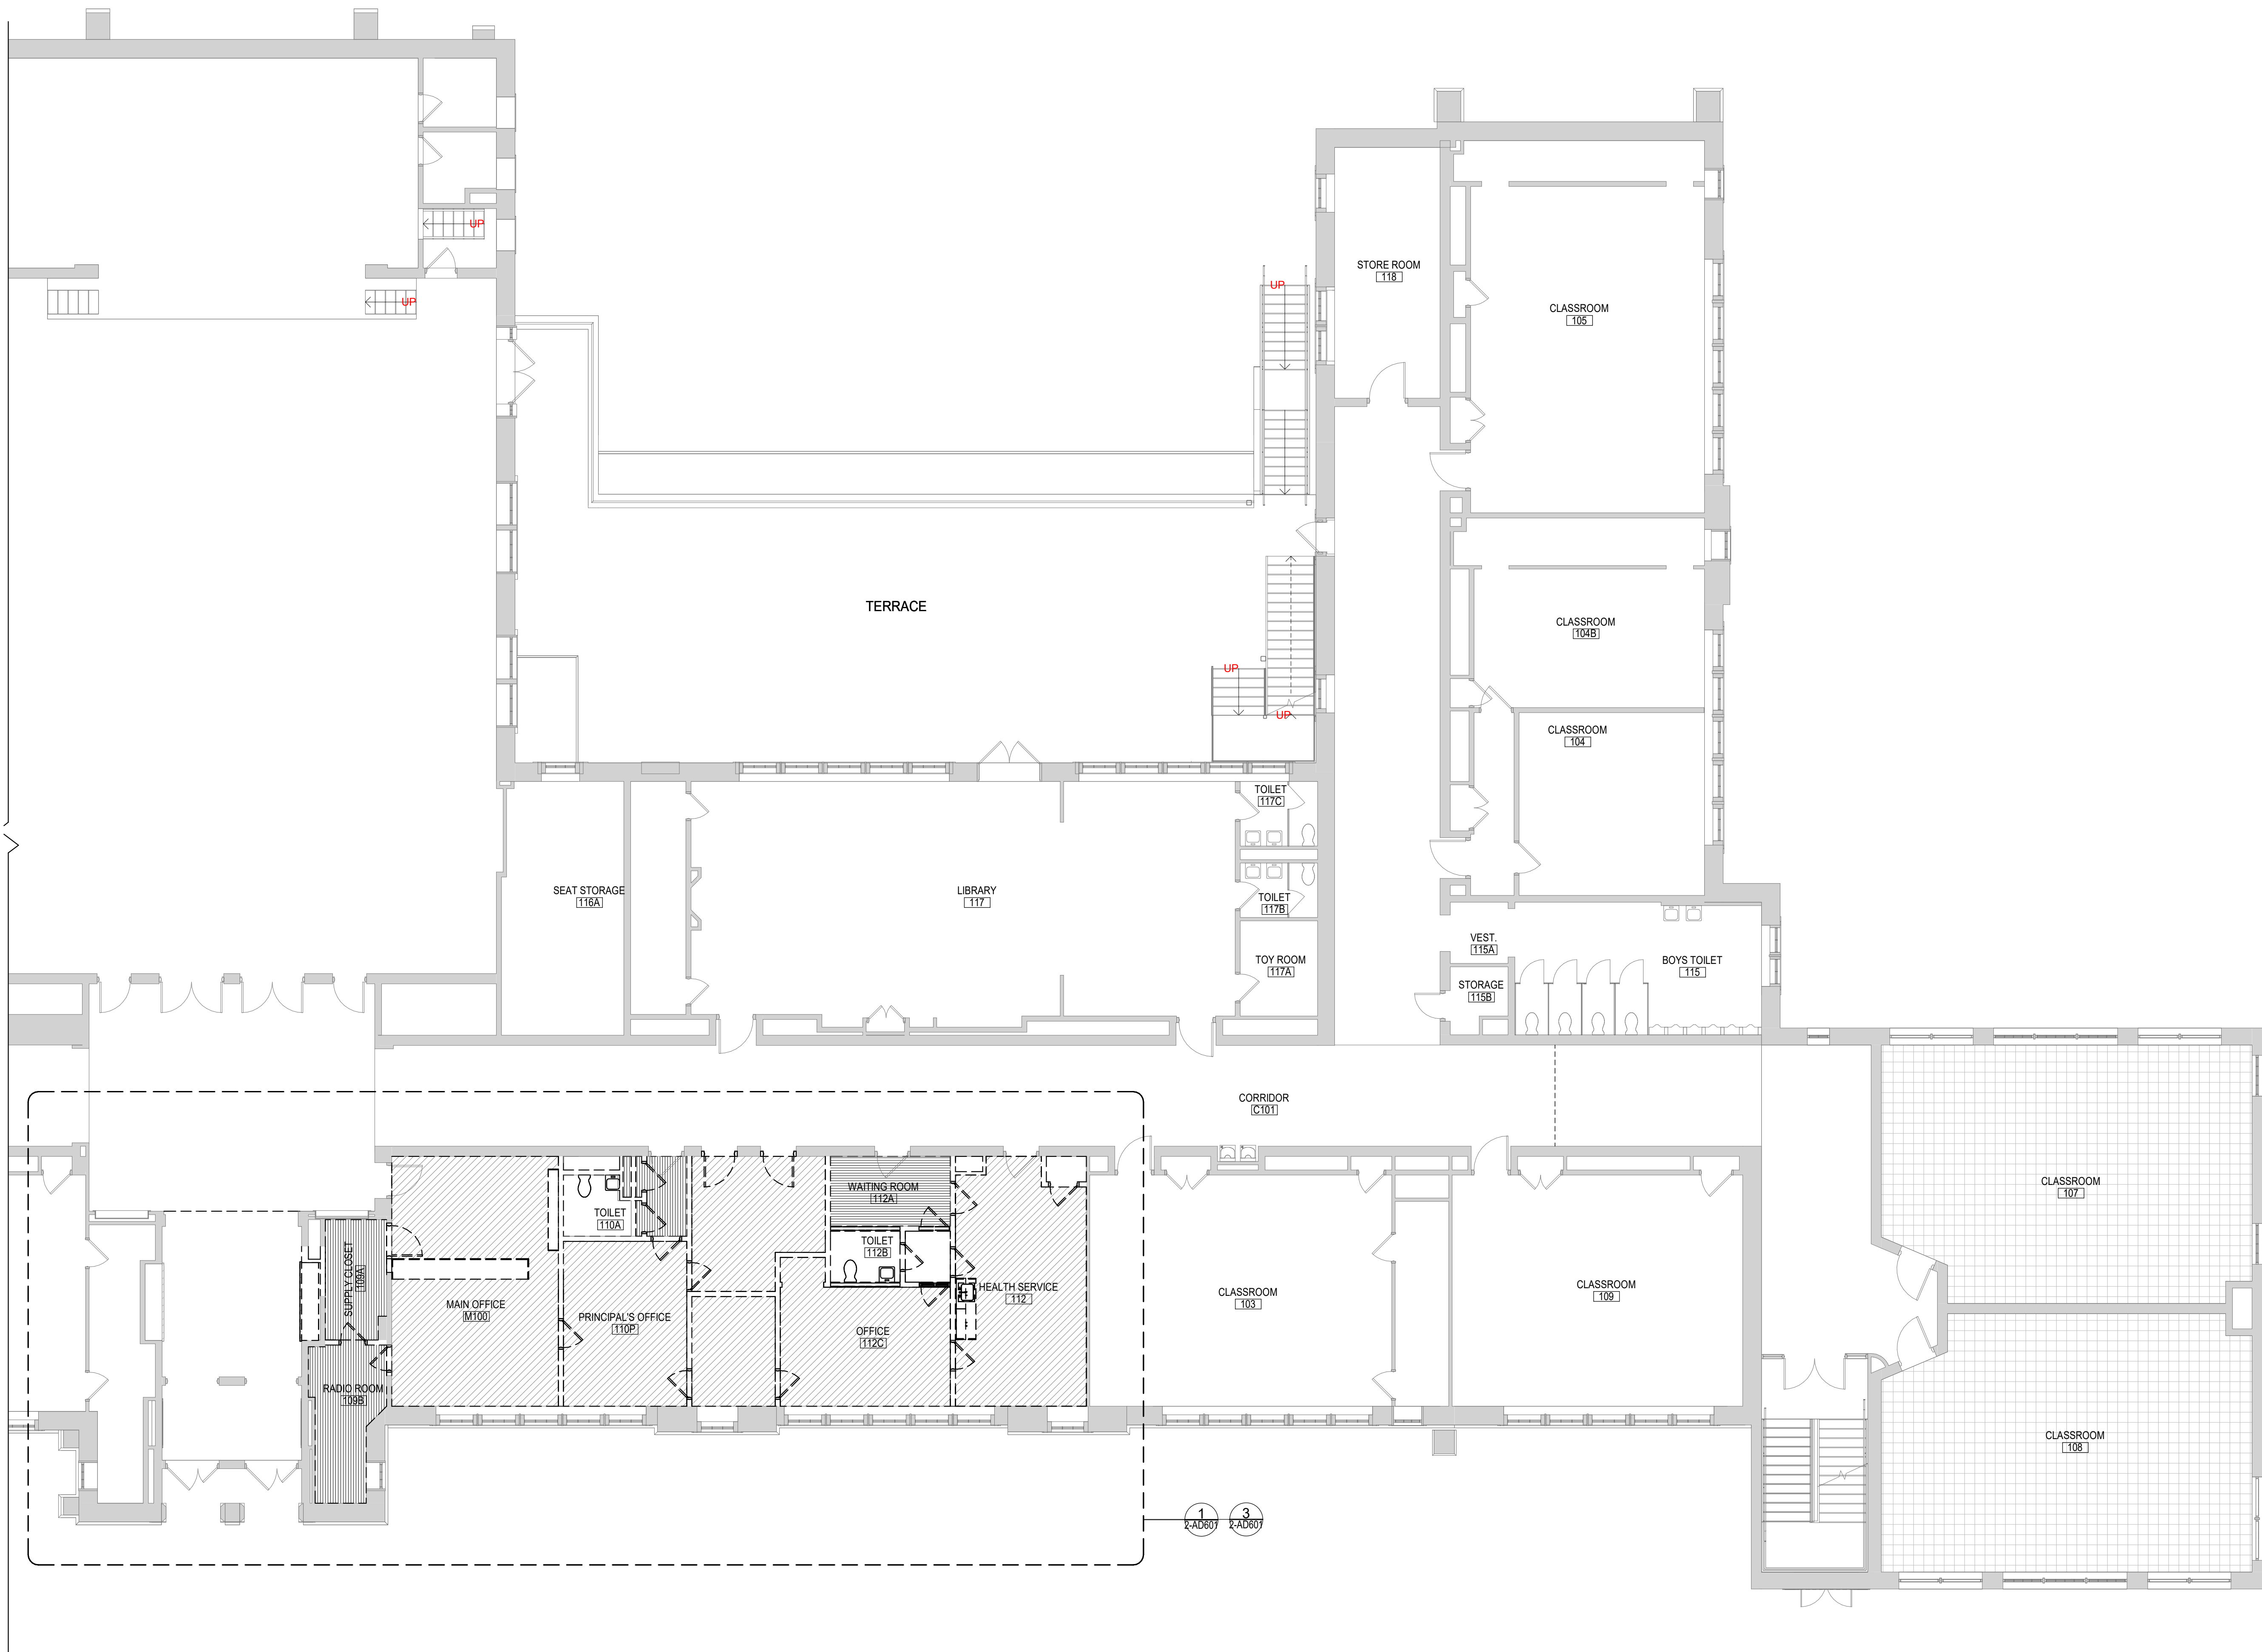 UP
UP
UP
STORE ROOM
118
CLASSROOM
105
TERRACE
CLASSROOM
104B
UP
UP
CLASSROOM
104
TOILET
117C
SEAT STORAGE
116A
LIBRARY
117
TOILET
117B
VEST.
115A
TOY ROOM
117A
BOYS TOILET
115
STORAGE
115B
CORRIDOR
C101
WAITING ROOM
112A
CLASSROOM
107
TOILET
110A
TOILET
112B
SUPPLY CLOSET
109A
HEALTH SERVICE
112
CLASSROOM
103
CLASSROOM
109
MAIN OFFICE
M100
PRINCIPAL'S OFFICE
110P
OFFICE
112C
RADIO ROOM
109B
CLASSROOM
108
1
2-AD601
3
2-AD601